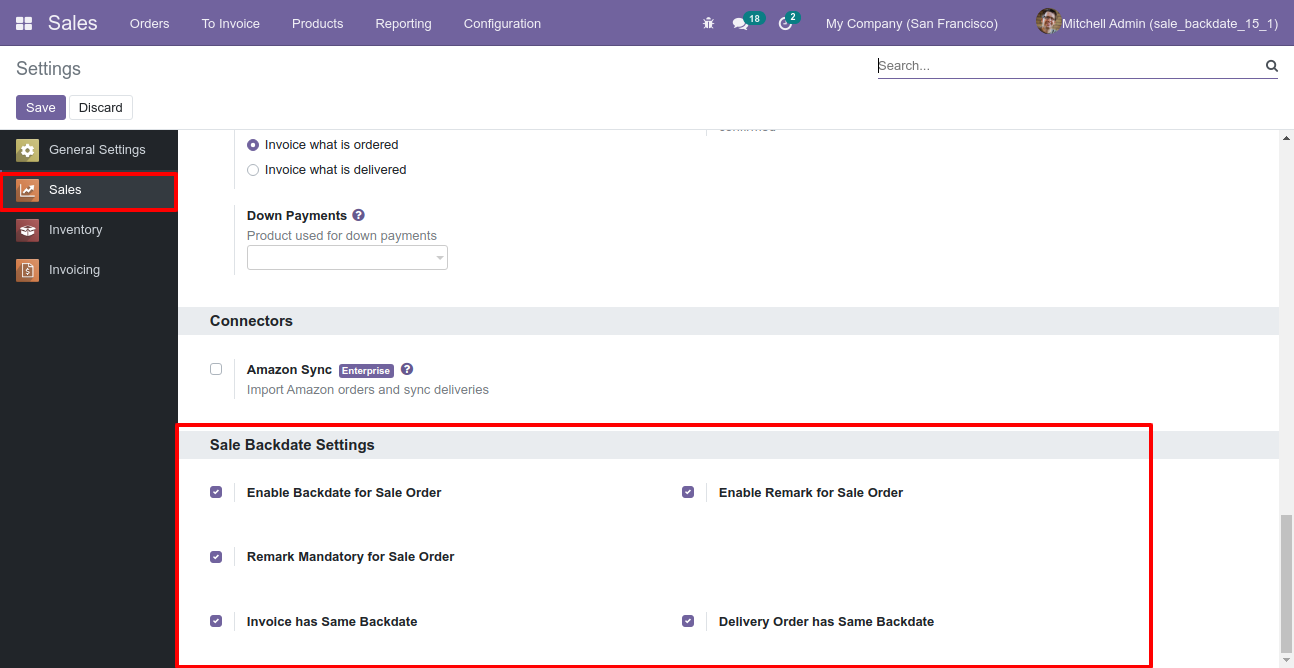 Sales Orders To Invoice Products Reporting Configuration 18 2 My Company (San Francisco) Mitchell Admin (sale_backdate_15_1)
Settings
Search...
Save Discard
General Settings
Sales
Inventory
Invoicing
Invoice what is ordered
Invoice what is delivered
Down Payments ?
Product used for down payments
Connectors
Amazon Sync Enterprise ?
Import Amazon orders and sync deliveries
Sale Backdate Settings
Enable Backdate for Sale Order
Enable Remark for Sale Order
Remark Mandatory for Sale Order
Invoice has Same Backdate
Delivery Order has Same Backdate